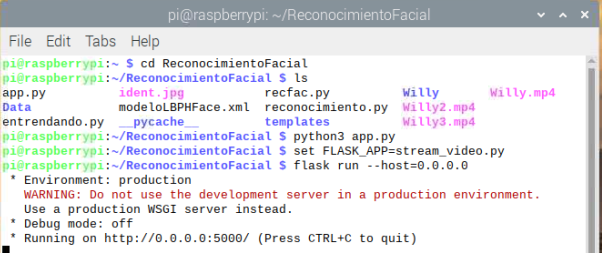 pi@raspberrypi: ~/ReconocimientoFacial
File Edit Tabs Help
pi@raspberrypi:~ $ cd ReconocimientoFacial
pi@raspberrypi:~/ReconocimientoFacial $ ls
app.py ident.jpg recfac.py Willy Willy.mp4
Data modeloLBPHFace.xml reconocimiento.py Willy2.mp4
entrendando.py __pycache__ templates Willy3.mp4
pi@raspberrypi:~/ReconocimientoFacial $ python3 app.py
pi@raspberrypi:~/ReconocimientoFacial $ set FLASK_APP=stream_video.py
pi@raspberrypi:~/ReconocimientoFacial $ flask run --host=0.0.0.0
* Environment: production
WARNING: Do not use the development server in a production environment.
Use a production WSGI server instead.
* Debug mode: off
* Running on http://0.0.0.0:5000/ (Press CTRL+C to quit)